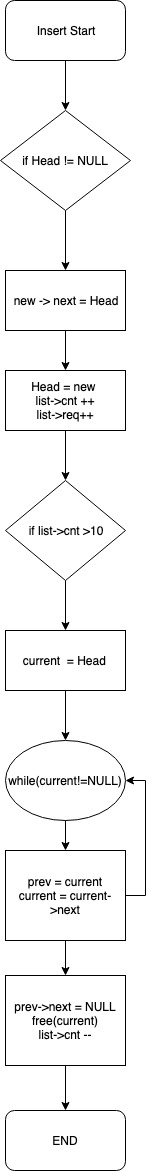 Insert Start
if Head != NULL
new -> next = Head
Head = new
list->cnt ++
list->req++
if list->cnt >10
current  = Head
while(current!=NULL)
prev = current
current = current-
>next
prev->next = NULL
free(current)
list->cnt --
END